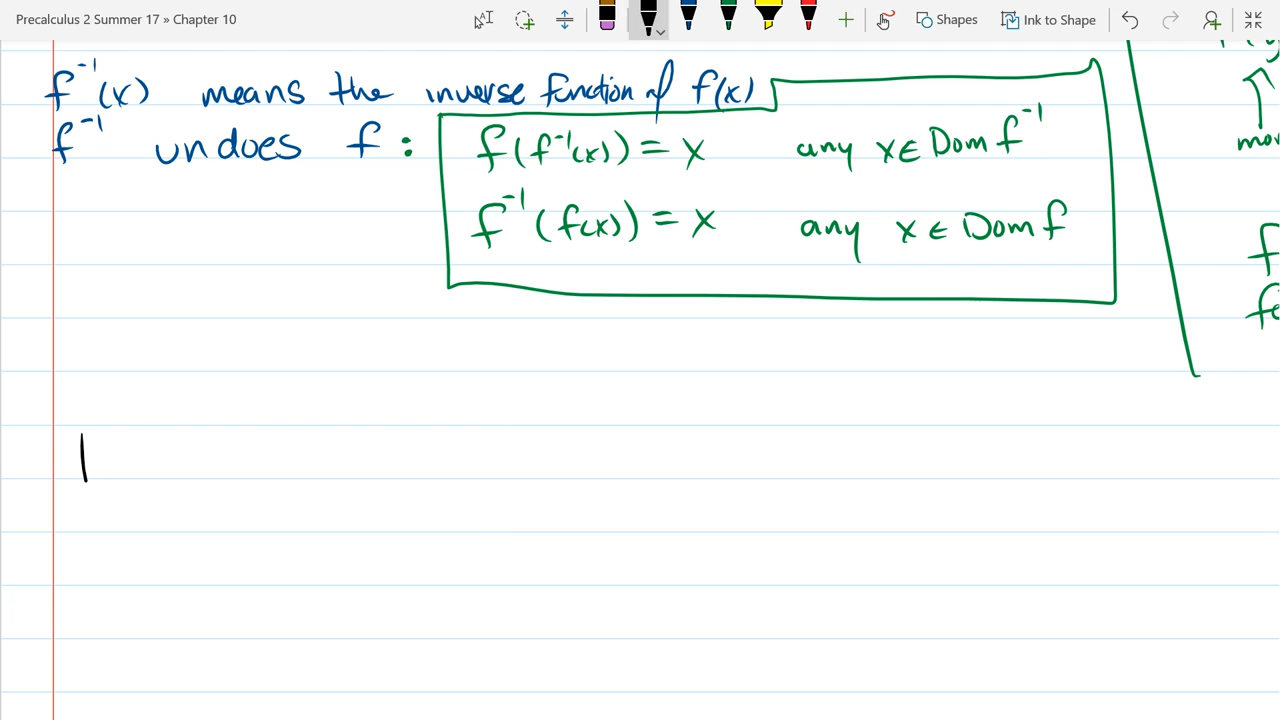 Precalculus 2 Summer 17 » Chapter 10
Shapes
Ink to Shape
f⁻¹(x) means the inverse function of f(x)
f⁻¹ undoes f : f(f⁻¹(x)) = x any x ∈ Dom f⁻¹
f⁻¹(f(x)) = x any x ∈ Dom f